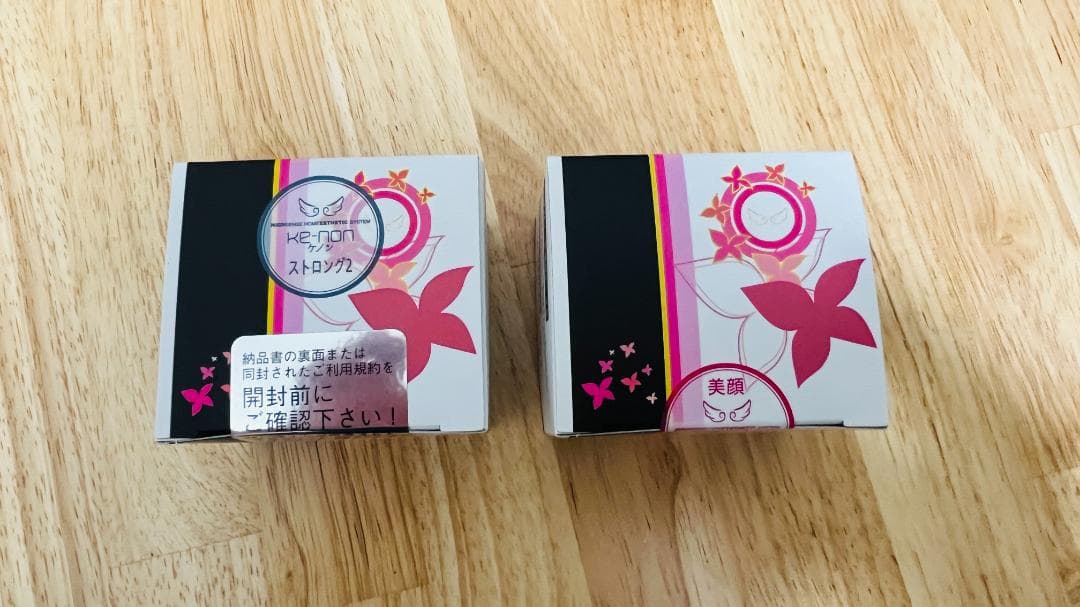 Ke-non
ケノン
ストロング2
納品書の裏面または
同封されたご利用規約を
開封前に
ご確認下さい！
美顔